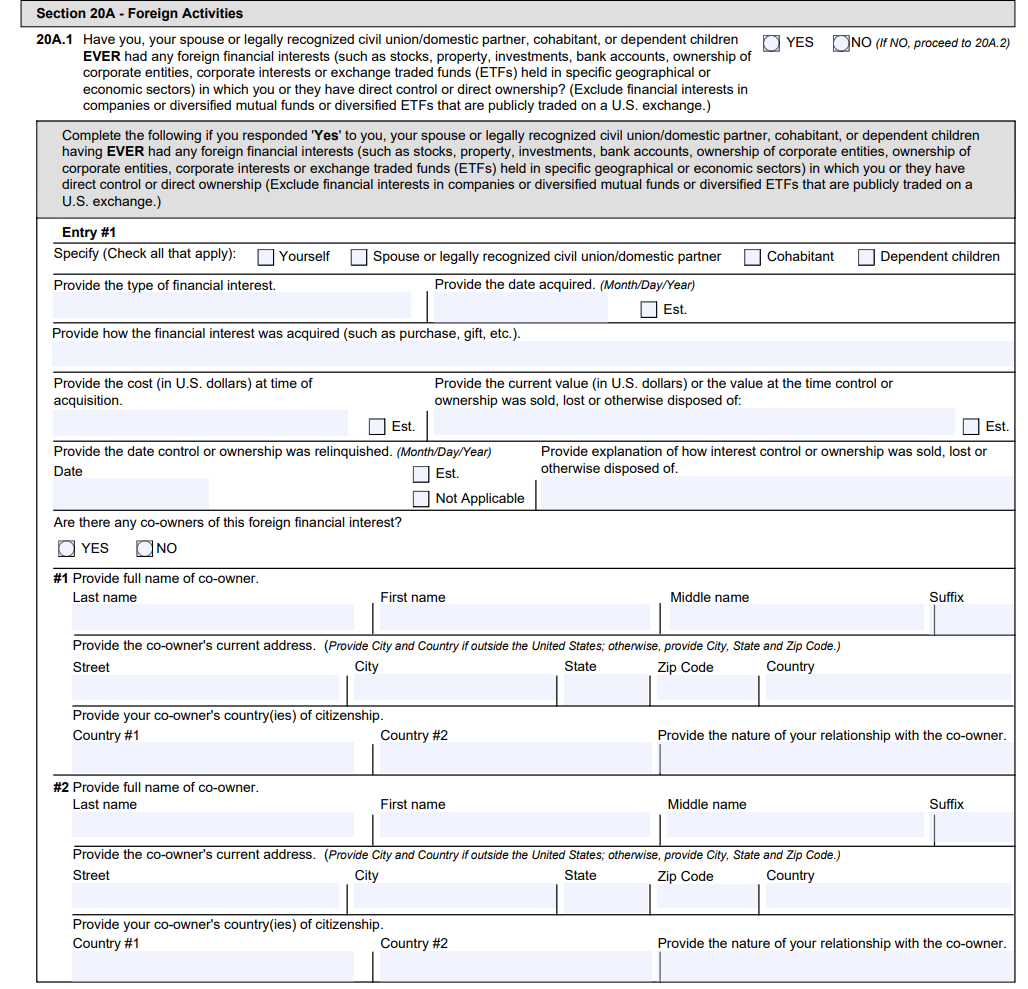 Section 20A - Foreign Activities
20A.1 Have you, your spouse or legally recognized civil union/domestic partner, cohabitant, or dependent children
EVER had any foreign financial interests (such as stocks, property, investments, bank accounts, ownership of
corporate entities, corporate interests or exchange traded funds (ETFs) held in specific geographical or
economic sectors) in which you or they have direct control or direct ownership? (Exclude financial interests in
companies or diversified mutual funds or diversified ETFs that are publicly traded on a U.S. exchange.)
YES NO (If NO, proceed to 20A.2)
Complete the following if you responded 'Yes' to you, your spouse or legally recognized civil union/domestic partner, cohabitant, or dependent children
having EVER had any foreign financial interests (such as stocks, property, investments, bank accounts, ownership of corporate entities, ownership of
corporate entities, corporate interests or exchange traded funds (ETFs) held in specific geographical or economic sectors) in which you or they have
direct control or direct ownership (Exclude financial interests in companies or diversified mutual funds or diversified ETFs that are publicly traded on a
U.S. exchange.)
Entry #1
Specify (Check all that apply): Yourself Spouse or legally recognized civil union/domestic partner Cohabitant Dependent children
Provide the type of financial interest.
Provide the date acquired. (Month/Day/Year)
Est.
Provide how the financial interest was acquired (such as purchase, gift, etc.).
Provide the cost (in U.S. dollars) at time of
acquisition.
Est.
Provide the current value (in U.S. dollars) or the value at the time control or
ownership was sold, lost or otherwise disposed of:
Est.
Provide the date control or ownership was relinquished. (Month/Day/Year)
Date
Est.
Not Applicable
Provide explanation of how interest control or ownership was sold, lost or
otherwise disposed of.
Are there any co-owners of this foreign financial interest?
YES NO
#1 Provide full name of co-owner.
Last name First name Middle name Suffix
Provide the co-owner's current address. (Provide City and Country if outside the United States; otherwise, provide City, State and Zip Code.)
Street City State Zip Code Country
Provide your co-owner's country(ies) of citizenship.
Country #1 Country #2 Provide the nature of your relationship with the co-owner.
#2 Provide full name of co-owner.
Last name First name Middle name Suffix
Provide the co-owner's current address. (Provide City and Country if outside the United States; otherwise, provide City, State and Zip Code.)
Street City State Zip Code Country
Provide your co-owner's country(ies) of citizenship.
Country #1 Country #2 Provide the nature of your relationship with the co-owner.